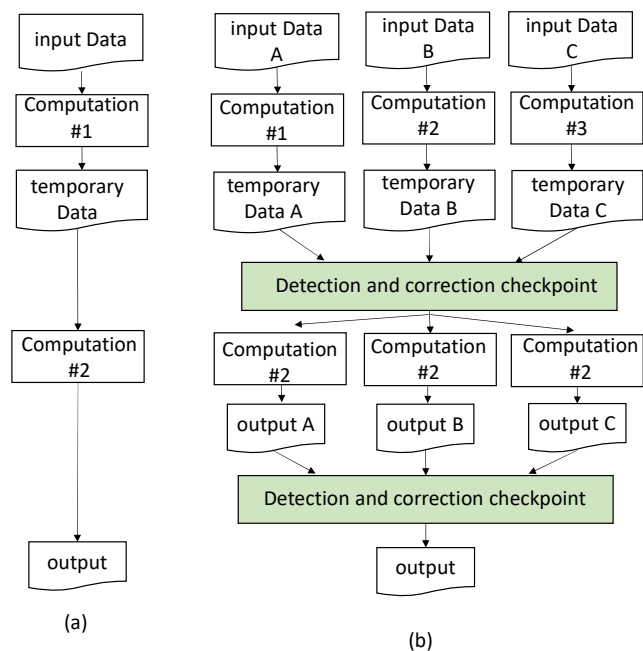 input Data
Computation
#1
temporary
Data
Computation
#2
output
(a)
input Data
A
input Data
B
input Data
C
Computation
#1
Computation
#2
Computation
#3
temporary
Data A
temporary
Data B
temporary
Data C
Detection and correction checkpoint
Computation
#2
Computation
#2
Computation
#2
output A
output B
output C
Detection and correction checkpoint
output
(b)